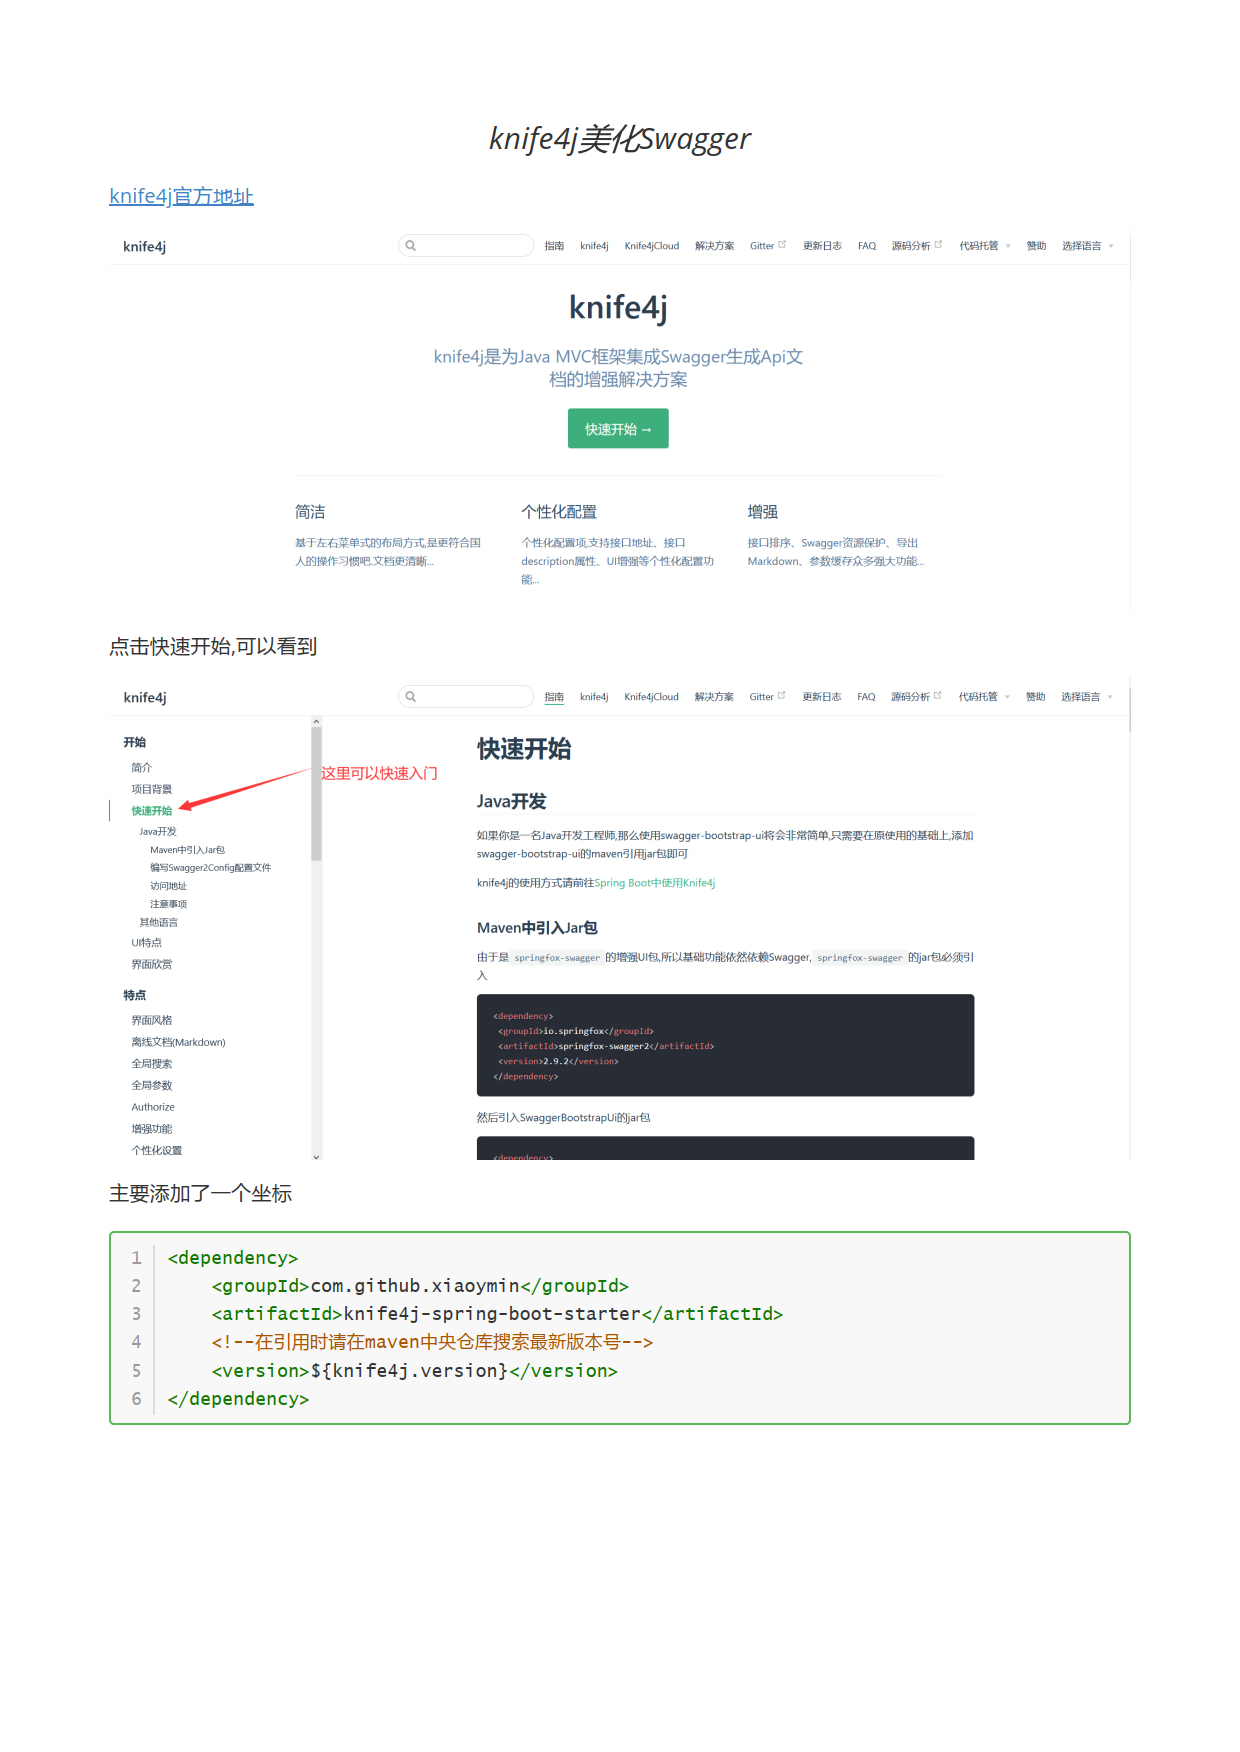 knife4j美化Swagger
knife4j官方地址
knife4j 指南 knife4j Knife4jCloud 解决方案 Gitter 更新日志 FAQ 源码分析 代码托管 赞助 选择语言
knife4j
knife4j是为Java MVC框架集成Swagger生成Api文
档的增强解决方案
快速开始 →
简洁
基于左右菜单式的布局方式,是更符合国
人的操作习惯吧.文档更清晰...
个性化配置
个性化配置项,支持接口地址、接口
description属性、UI增强等个性化配置功
能...
增强
接口排序、Swagger资源保护、导出
Markdown、参数缓存众多强大功能...
点击快速开始,可以看到
knife4j 指南 knife4j Knife4jCloud 解决方案 Gitter 更新日志 FAQ 源码分析 代码托管 赞助 选择语言
开始
简介
项目背景
快速开始
Java开发
Maven中引入Jar包
编写Swagger2Config配置文件
访问地址
注意事项
其他语言
UI特点
界面欣赏
特点
界面风格
离线文档(Markdown)
全局搜索
全局参数
Authorize
增强功能
个性化设置
这里可以快速入门
快速开始
Java开发
如果你是一名Java开发工程师,那么使用swagger-bootstrap-ui将会非常简单,只需要在原使用的基础上,添加
swagger-bootstrap-ui的maven引用jar包即可
knife4j的使用方式请前往Spring Boot中使用Knife4j
Maven中引入Jar包
由于是 springfox-swagger 的增强UI包,所以基础功能依然依赖Swagger, springfox-swagger 的jar包必须引
入
<dependency>
<groupId>io.springfox</groupId>
<artifactId>springfox-swagger2</artifactId>
<version>2.9.2</version>
</dependency>
然后引入SwaggerBootstrapUi的jar包
<dependency>
主要添加了一个坐标
1 <dependency>
2 <groupId>com.github.xiaoymin</groupId>
3 <artifactId>knife4j-spring-boot-starter</artifactId>
4 <!--在引用时请在maven中央仓库搜索最新版本号-->
5 <version>${knife4j.version}</version>
6 </dependency>